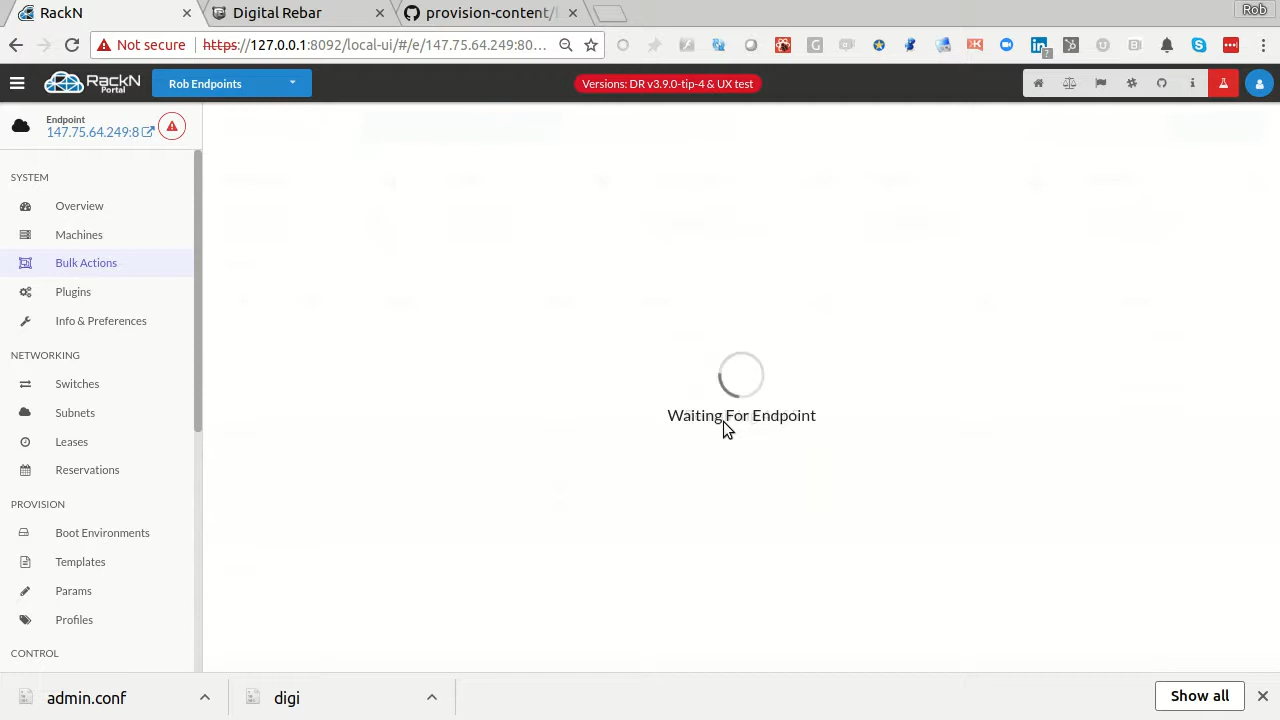 RackN
Digital Rebar
provision-content/
Rob
Not secure
https://127.0.0.1:8092/local-ui/#/e/147.75.64.249:80...
RackN
Portal
Rob Endpoints
Versions: DR v3.9.0-tip-4 & UX test
Endpoint
147.75.64.249:8
SYSTEM
Overview
Machines
Bulk Actions
Plugins
Info & Preferences
NETWORKING
Switches
Subnets
Leases
Reservations
PROVISION
Boot Environments
Templates
Params
Profiles
CONTROL
Waiting For Endpoint
admin.conf
digi
Show all